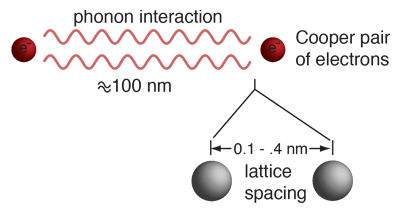 phonon interaction
e-
e-
Cooper pair
of electrons
≈100 nm
0.1 - .4 nm
lattice
spacing